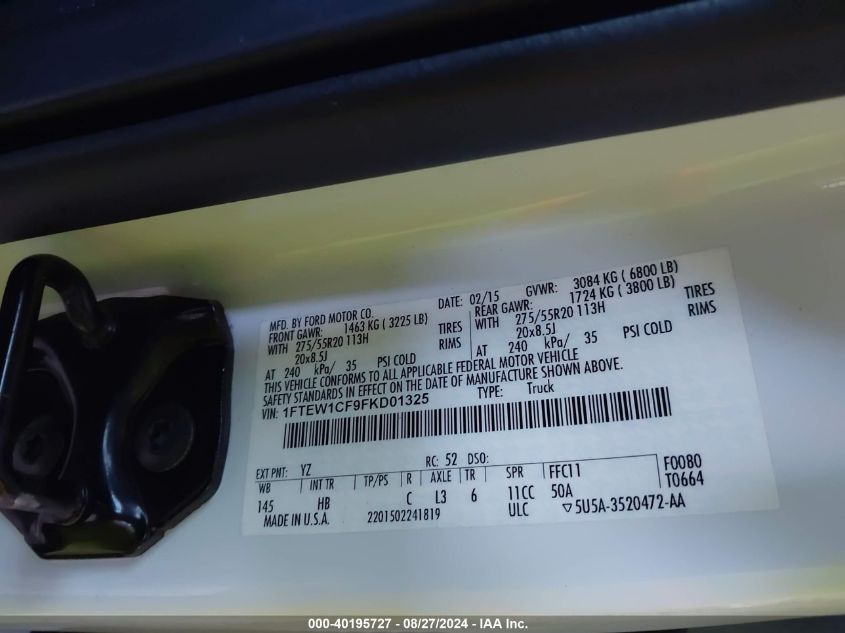 MFD. BY FORD MOTOR CO.
DATE: 02/15 GVWR: 3084 KG ( 6800 LB)
FRONT GAWR: 1463 KG ( 3225 LB) REAR GAWR: 1724 KG ( 3800 LB)
WITH 275/55R20 113H TIRES WITH 275/55R20 113H TIRES
20x8.5J RIMS 20x8.5J RIMS
AT 240 kPa/ 35 PSI COLD AT 240 kPa/ 35 PSI COLD
THIS VEHICLE CONFORMS TO ALL APPLICABLE FEDERAL MOTOR VEHICLE
SAFETY STANDARDS IN EFFECT ON THE DATE OF MANUFACTURE SHOWN ABOVE.
VIN: 1FTEW1CF9FKD01325 TYPE: Truck
EXT PNT: YZ RC: 52 DSO:
WB INT TR TP/PS R AXLE TR SPR FFC11 F0080
145 HB C L3 6 11CC 50A T0664
MADE IN U.S.A. 2201502241819 ULC ▽5U5A-3520472-AA
000-40195727 - 08/27/2024 - IAA Inc.